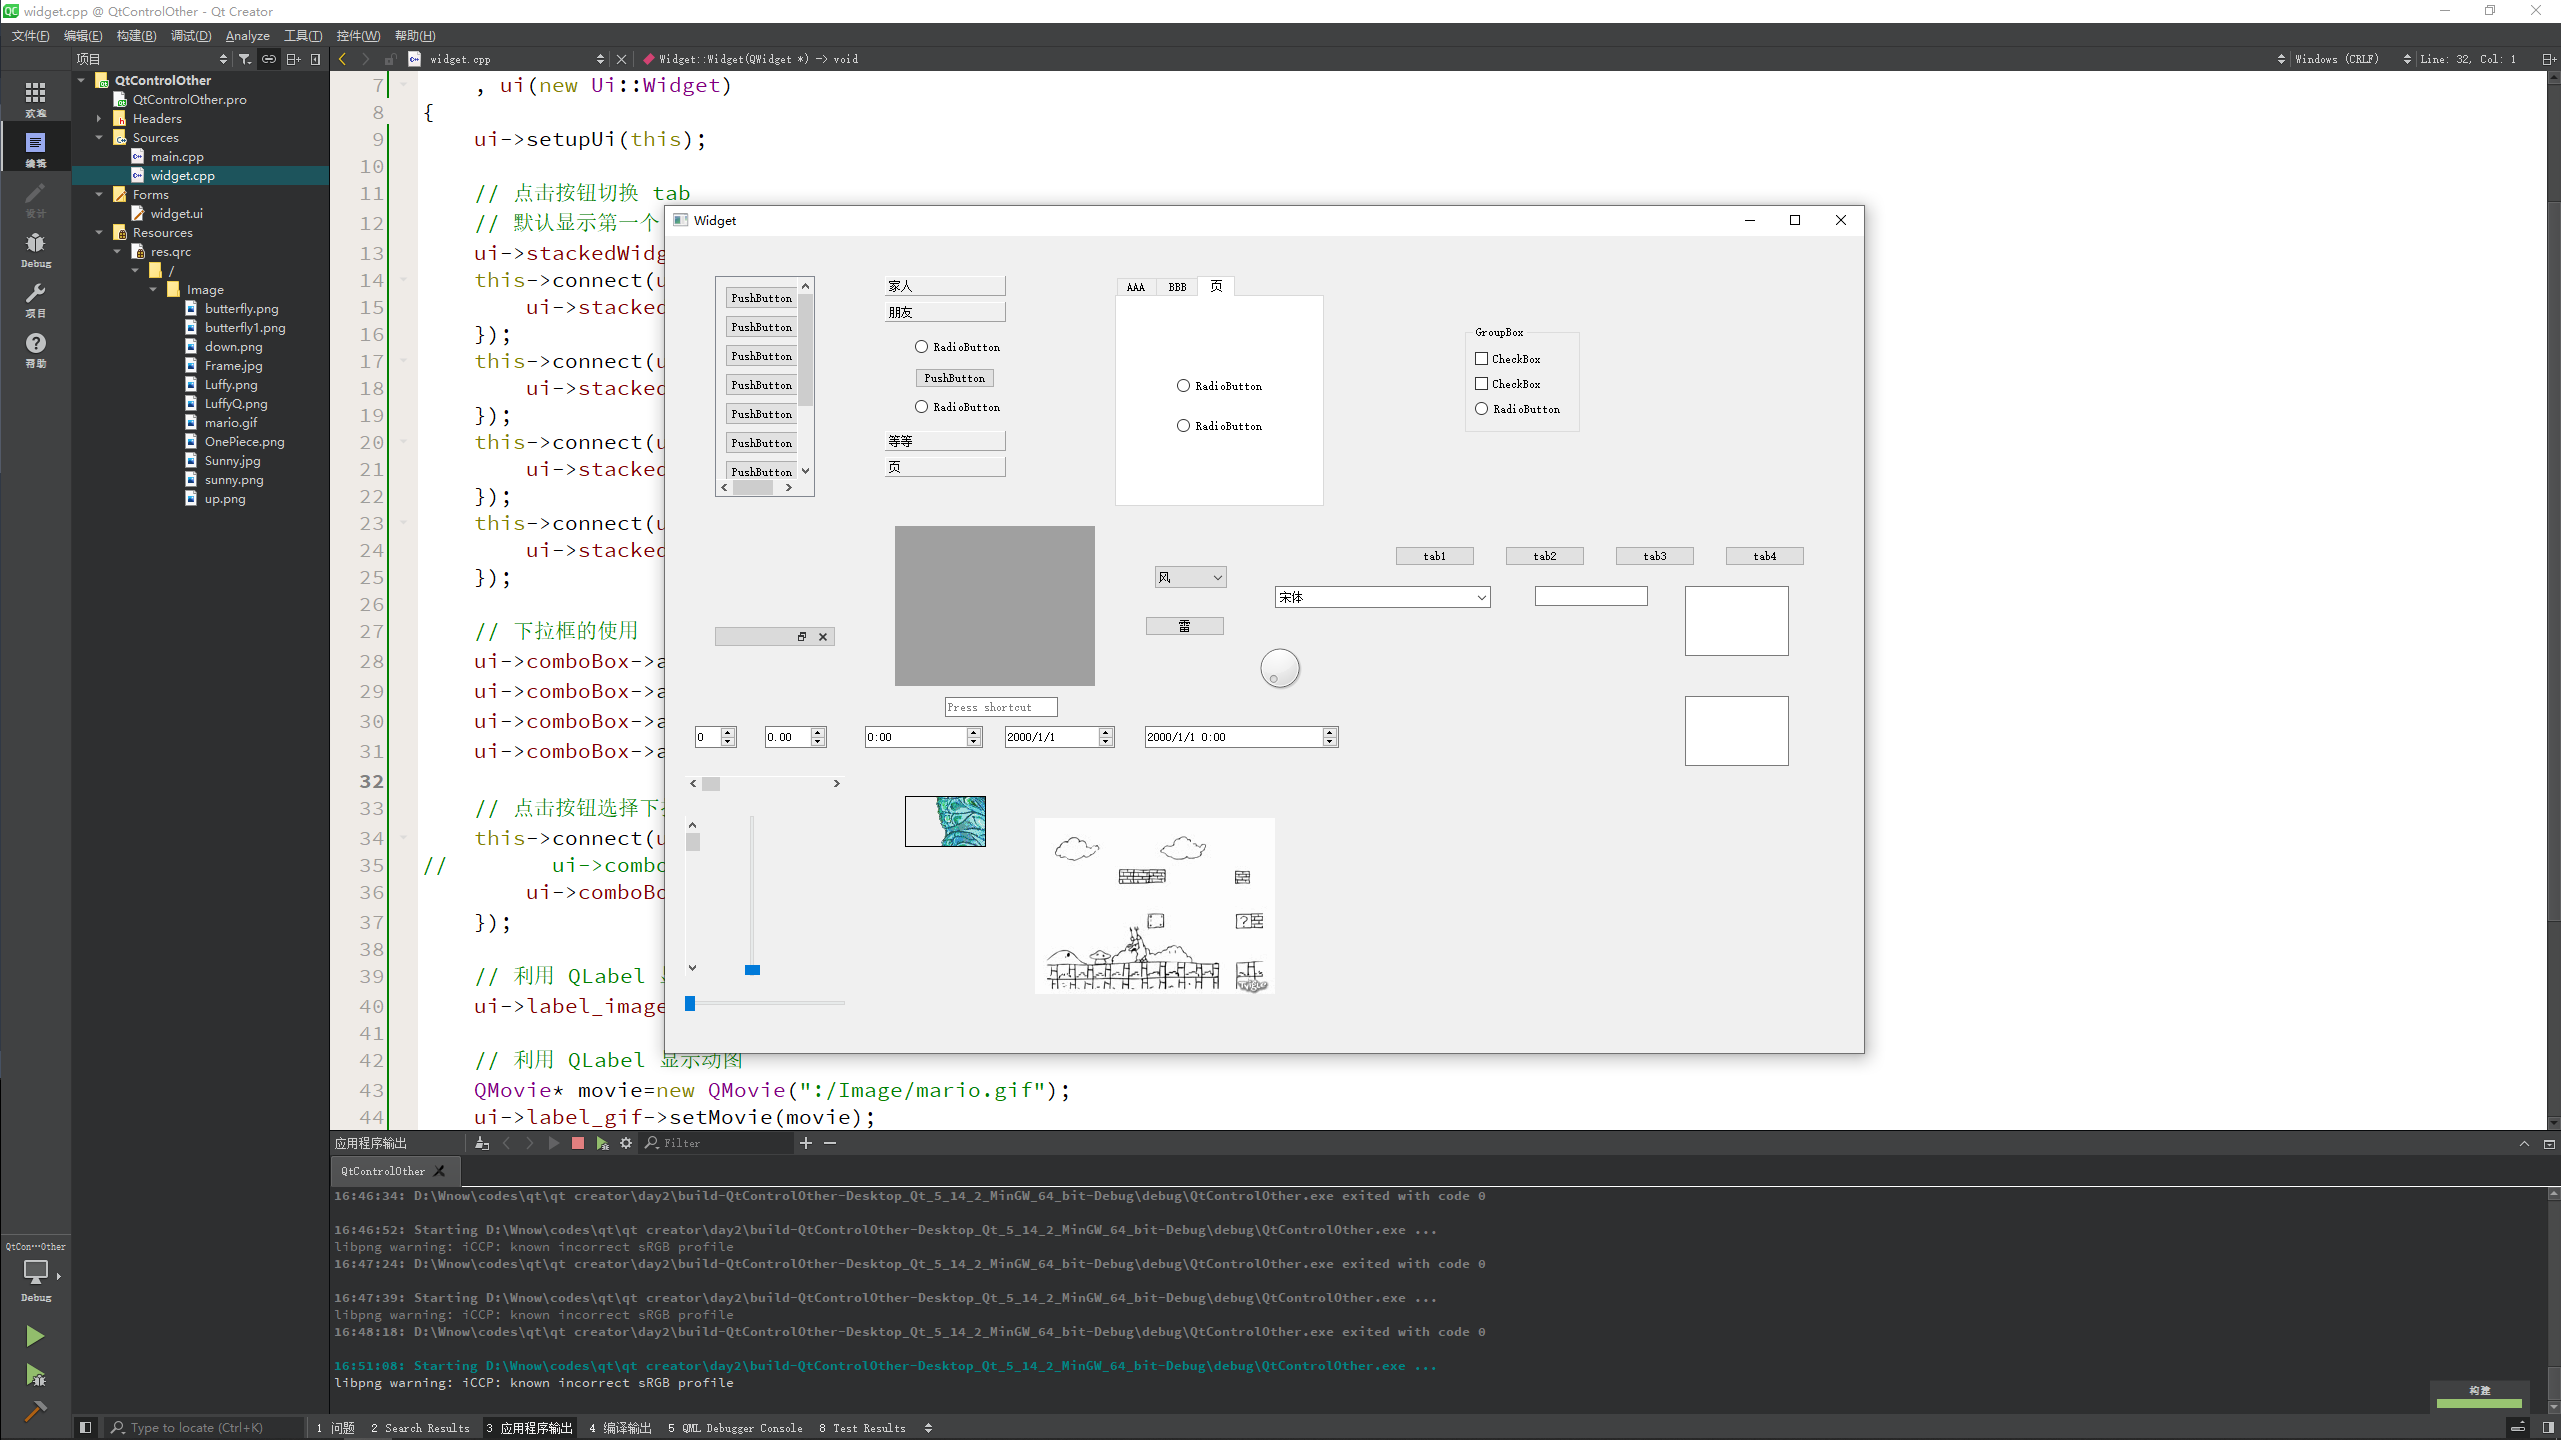 widget.cpp @ QtControlOther - Qt Creator
文件(F) 编辑(E) 构建(B) 调试(D) Analyze 工具(T) 控件(W) 帮助(H)
项目
widget.cpp
Widget::Widget(QWidget *) -> void
Windows (CRLF)
Line: 32, Col: 1
欢迎
编辑
设计
Debug
项目
帮助
QtControlOther
QtControlOther.pro
Headers
Sources
main.cpp
widget.cpp
Forms
widget.ui
Resources
res.qrc
/
Image
butterfly.png
butterfly1.png
down.png
Frame.jpg
Luffy.png
LuffyQ.png
mario.gif
OnePiece.png
Sunny.jpg
sunny.png
up.png
7 , ui(new Ui::Widget)
8 {
9 ui->setupUi(this);
10
11 // 点击按钮切换 tab
12 // 默认显示第一个
13 ui->stackedWidg
14 this->connect(u
15 ui->stacked
16 });
17 this->connect(u
18 ui->stacked
19 });
20 this->connect(u
21 ui->stacked
22 });
23 this->connect(u
24 ui->stacked
25 });
26
27 // 下拉框的使用
28 ui->comboBox->a
29 ui->comboBox->a
30 ui->comboBox->a
31 ui->comboBox->a
32
33 // 点击按钮选择下
34 this->connect(u
35 // ui->combo
36 ui->comboBo
37 });
38
39 // 利用 QLabel
40 ui->label_image
41
42 // 利用 QLabel 显示动图
43 QMovie* movie=new QMovie(":/Image/mario.gif");
44 ui->label_gif->setMovie(movie);
Widget
PushButton
PushButton
PushButton
PushButton
PushButton
PushButton
PushButton
家人
朋友
RadioButton
PushButton
RadioButton
等等
页
AAA BBB 页
RadioButton
RadioButton
GroupBox
CheckBox
CheckBox
RadioButton
tab1 tab2 tab3 tab4
风
宋体
雷
Press shortcut
0 0.00 0:00 2000/1/1 2000/1/1 0:00
?
应用程序输出
Filter
QtControlOther
16:46:34: D:\Wnow\codes\qt\qt creator\day2\build-QtControlOther-Desktop_Qt_5_14_2_MinGW_64_bit-Debug\debug\QtControlOther.exe exited with code 0
16:46:52: Starting D:\Wnow\codes\qt\qt creator\day2\build-QtControlOther-Desktop_Qt_5_14_2_MinGW_64_bit-Debug\debug\QtControlOther.exe ...
libpng warning: iCCP: known incorrect sRGB profile
16:47:24: D:\Wnow\codes\qt\qt creator\day2\build-QtControlOther-Desktop_Qt_5_14_2_MinGW_64_bit-Debug\debug\QtControlOther.exe exited with code 0
16:47:39: Starting D:\Wnow\codes\qt\qt creator\day2\build-QtControlOther-Desktop_Qt_5_14_2_MinGW_64_bit-Debug\debug\QtControlOther.exe ...
libpng warning: iCCP: known incorrect sRGB profile
16:48:18: D:\Wnow\codes\qt\qt creator\day2\build-QtControlOther-Desktop_Qt_5_14_2_MinGW_64_bit-Debug\debug\QtControlOther.exe exited with code 0
16:51:08: Starting D:\Wnow\codes\qt\qt creator\day2\build-QtControlOther-Desktop_Qt_5_14_2_MinGW_64_bit-Debug\debug\QtControlOther.exe ...
libpng warning: iCCP: known incorrect sRGB profile
QtCon···Other
Debug
构建
Type to locate (Ctrl+K)
1 问题 2 Search Results 3 应用程序输出 4 编译输出 5 QML Debugger Console 8 Test Results